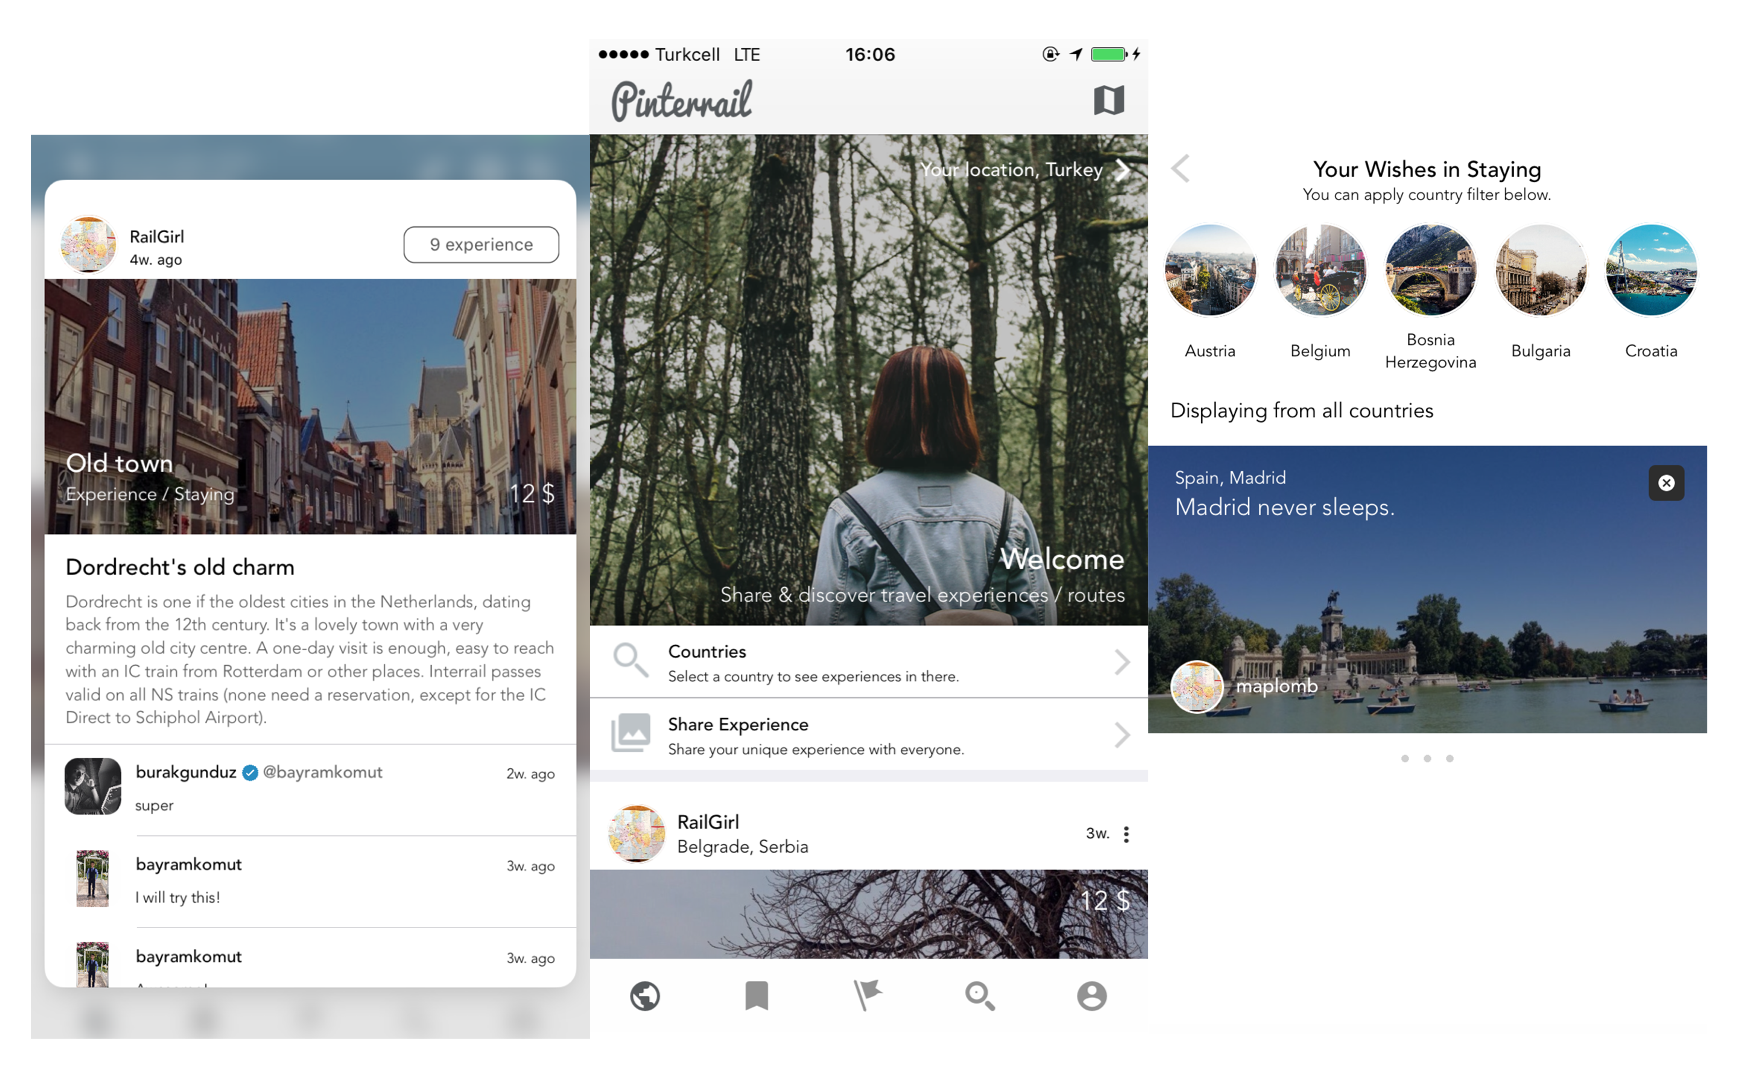 RailGirl
4w. ago
9 experience
Old town
Experience / Staying
12 $
Dordrecht's old charm
Dordrecht is one if the oldest cities in the Netherlands, dating
back from the 12th century. It's a lovely town with a very
charming old city centre. A one-day visit is enough, easy to reach
with an IC train from Rotterdam or other places. Interrail passes
valid on all NS trains (none need a reservation, except for the IC
Direct to Schiphol Airport).
burakgunduz @bayramkomut
2w. ago
super
bayramkomut
3w. ago
I will try this!
bayramkomut
3w. ago
Turkcell LTE
16:06
Pinterrail
Your location, Turkey
Welcome
Share & discover travel experiences / routes
Countries
Select a country to see experiences in there.
Share Experience
Share your unique experience with everyone.
RailGirl
Belgrade, Serbia
3w.
12 $
Your Wishes in Staying
You can apply country filter below.
Austria
Belgium
Bosnia
Herzegovina
Bulgaria
Croatia
Displaying from all countries
Spain, Madrid
Madrid never sleeps.
maplomb